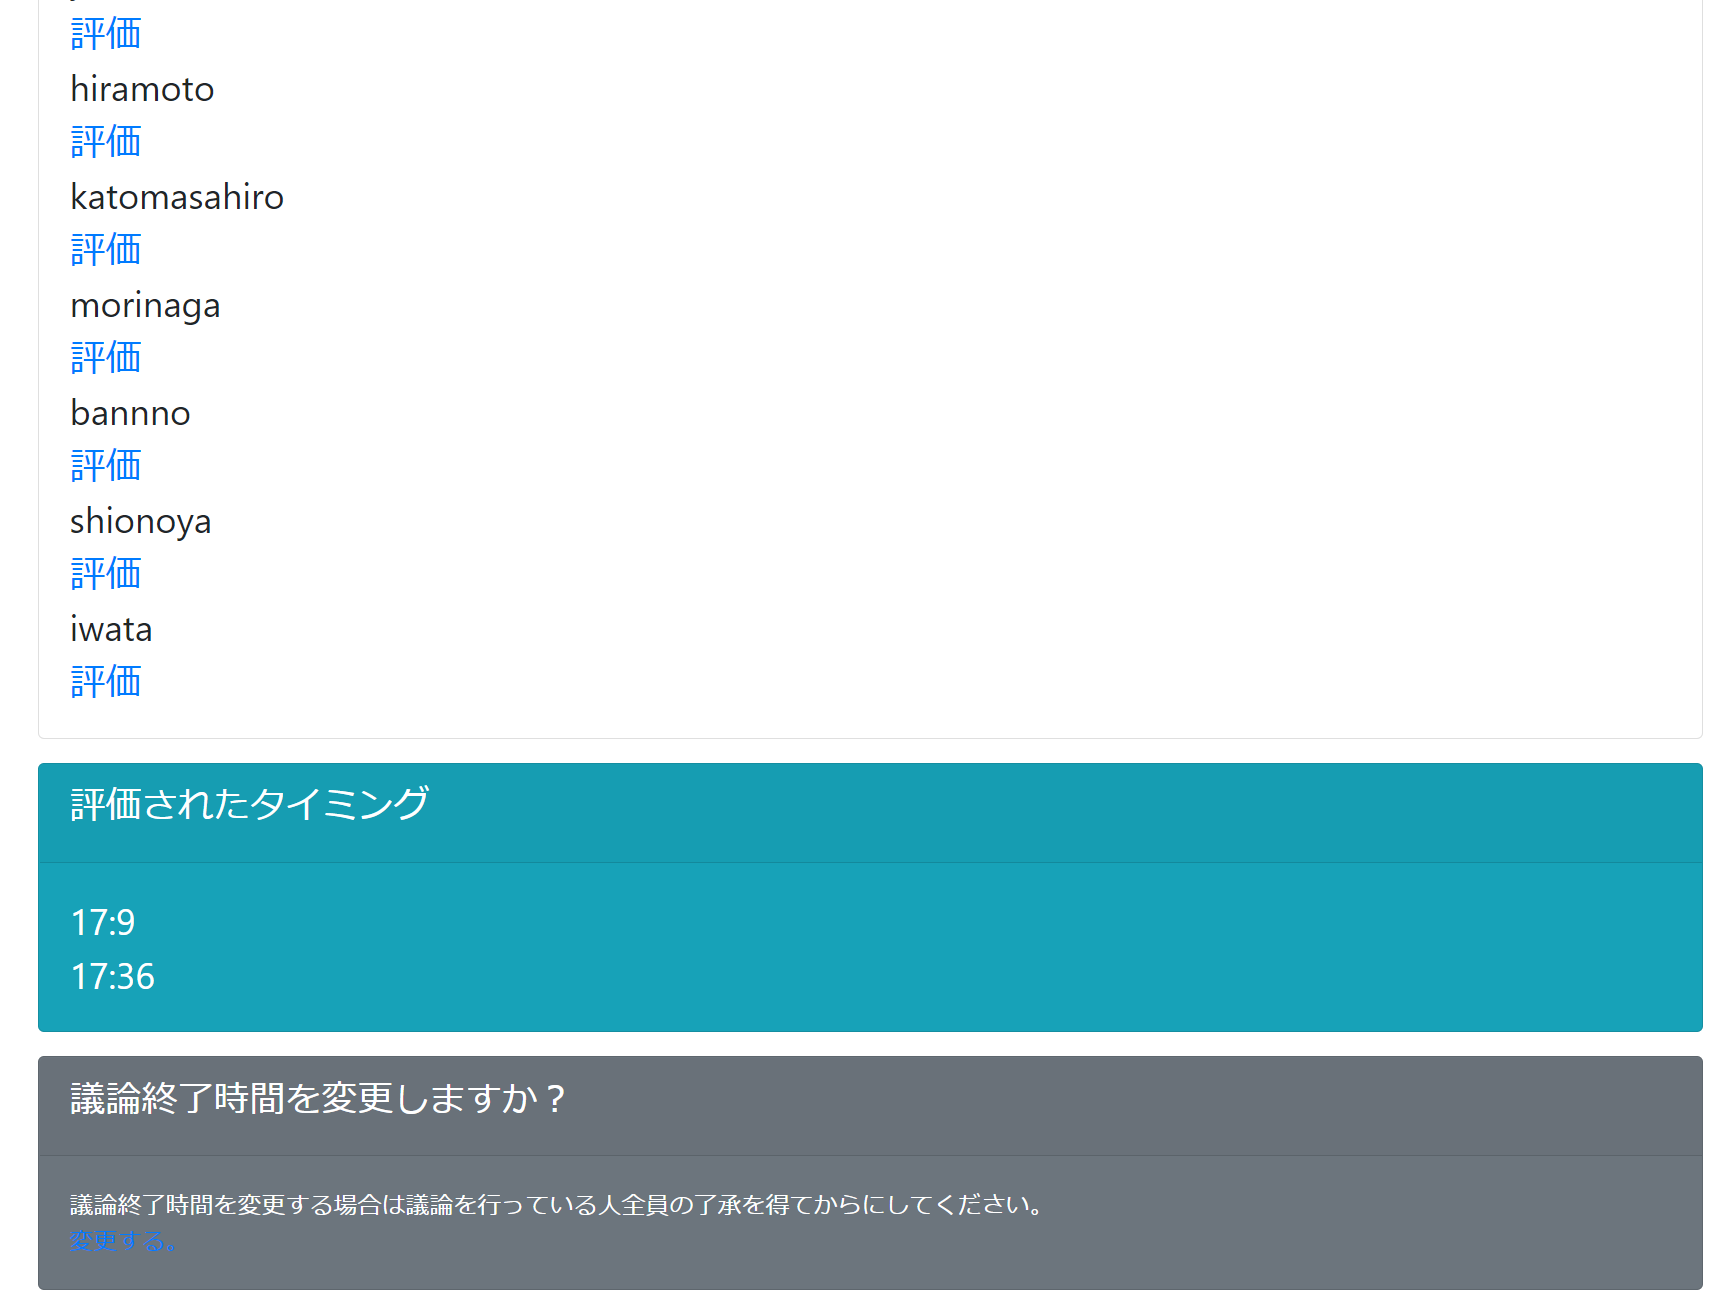 評価
hiramoto
評価
katomasahiro
評価
morinaga
評価
bannno
評価
shionoya
評価
iwata
評価
評価されたタイミング
17:9
17:36
議論終了時間を変更しますか？
議論終了時間を変更する場合は議論を行っている人全員の了承を得てからにしてください。
変更する。